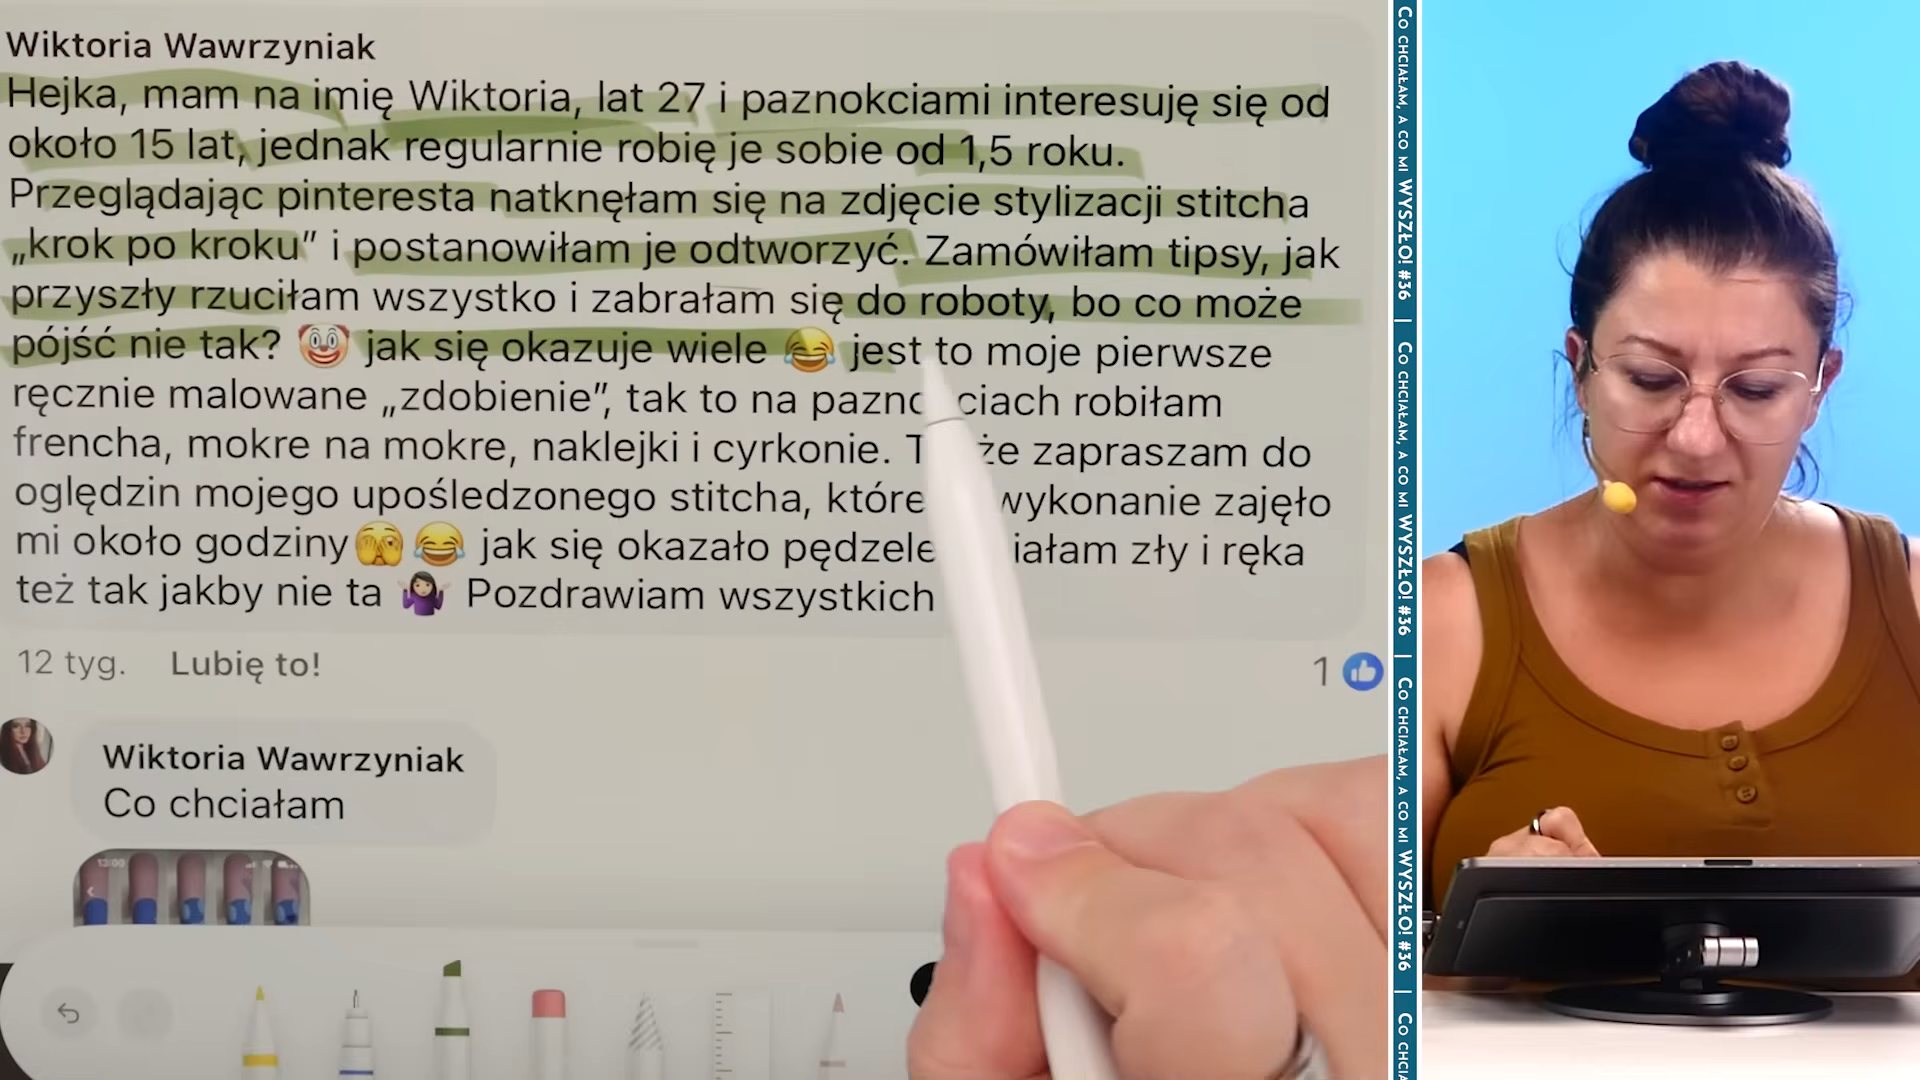 Wiktoria Wawrzyniak
Hejka, mam na imię Wiktoria, lat 27 i paznokciami interesuję się od
około 15 lat, jednak regularnie robię je sobie od 1,5 roku.
Przeglądając pinteresta natknęłam się na zdjęcie stylizacji stitcha
„krok po kroku” i postanowiłam je odtworzyć. Zamówiłam tipsy, jak
przyszły rzuciłam wszystko i zabrałam się do roboty, bo co może
pójść nie tak? 🤡 jak się okazuje wiele 😂 jest to moje pierwsze
ręcznie malowane „zdobienie”, tak to na robiłam
frencha, mokre na mokre, naklejki i cyrkonie. zapraszam do
oględzin mojego upośledzonego stitcha, wykonanie zajęło
mi około godziny🫣 😂 jak się okazało zły i ręka
też tak jakby nie ta 🤷🏻‍♀️ Pozdrawiam wszystkich
12 tyg. Lubię to!
1
Wiktoria Wawrzyniak
Co chciałam
13:00
Co chciałam, a co mi WYSZŁO! #36 | Co chciałam, a co mi WYSZŁO! #36 | Co chciałam, a co mi WYSZŁO! #36 | Co chcia